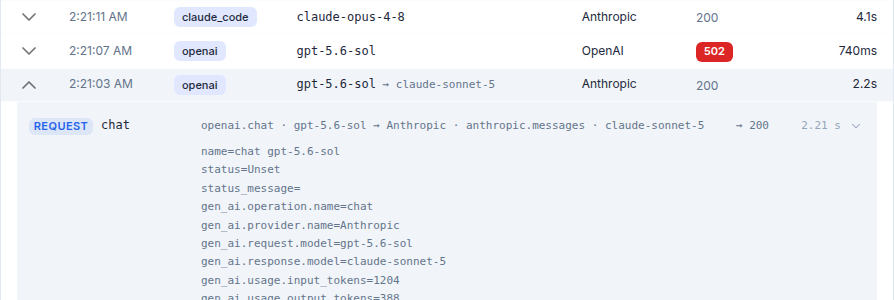 2:21:11 AM claude_code claude-opus-4-8 Anthropic 200 4.1s
2:21:07 AM openai gpt-5.6-sol OpenAI 502 740ms
2:21:03 AM openai gpt-5.6-sol → claude-sonnet-5 Anthropic 200 2.2s
REQUEST chat openai.chat · gpt-5.6-sol → Anthropic · anthropic.messages · claude-sonnet-5 → 200 2.21 s
name=chat gpt-5.6-sol
status=Unset
status_message=
gen_ai.operation.name=chat
gen_ai.provider.name=Anthropic
gen_ai.request.model=gpt-5.6-sol
gen_ai.response.model=claude-sonnet-5
gen_ai.usage.input_tokens=1204
gen_ai.usage.output_tokens=388